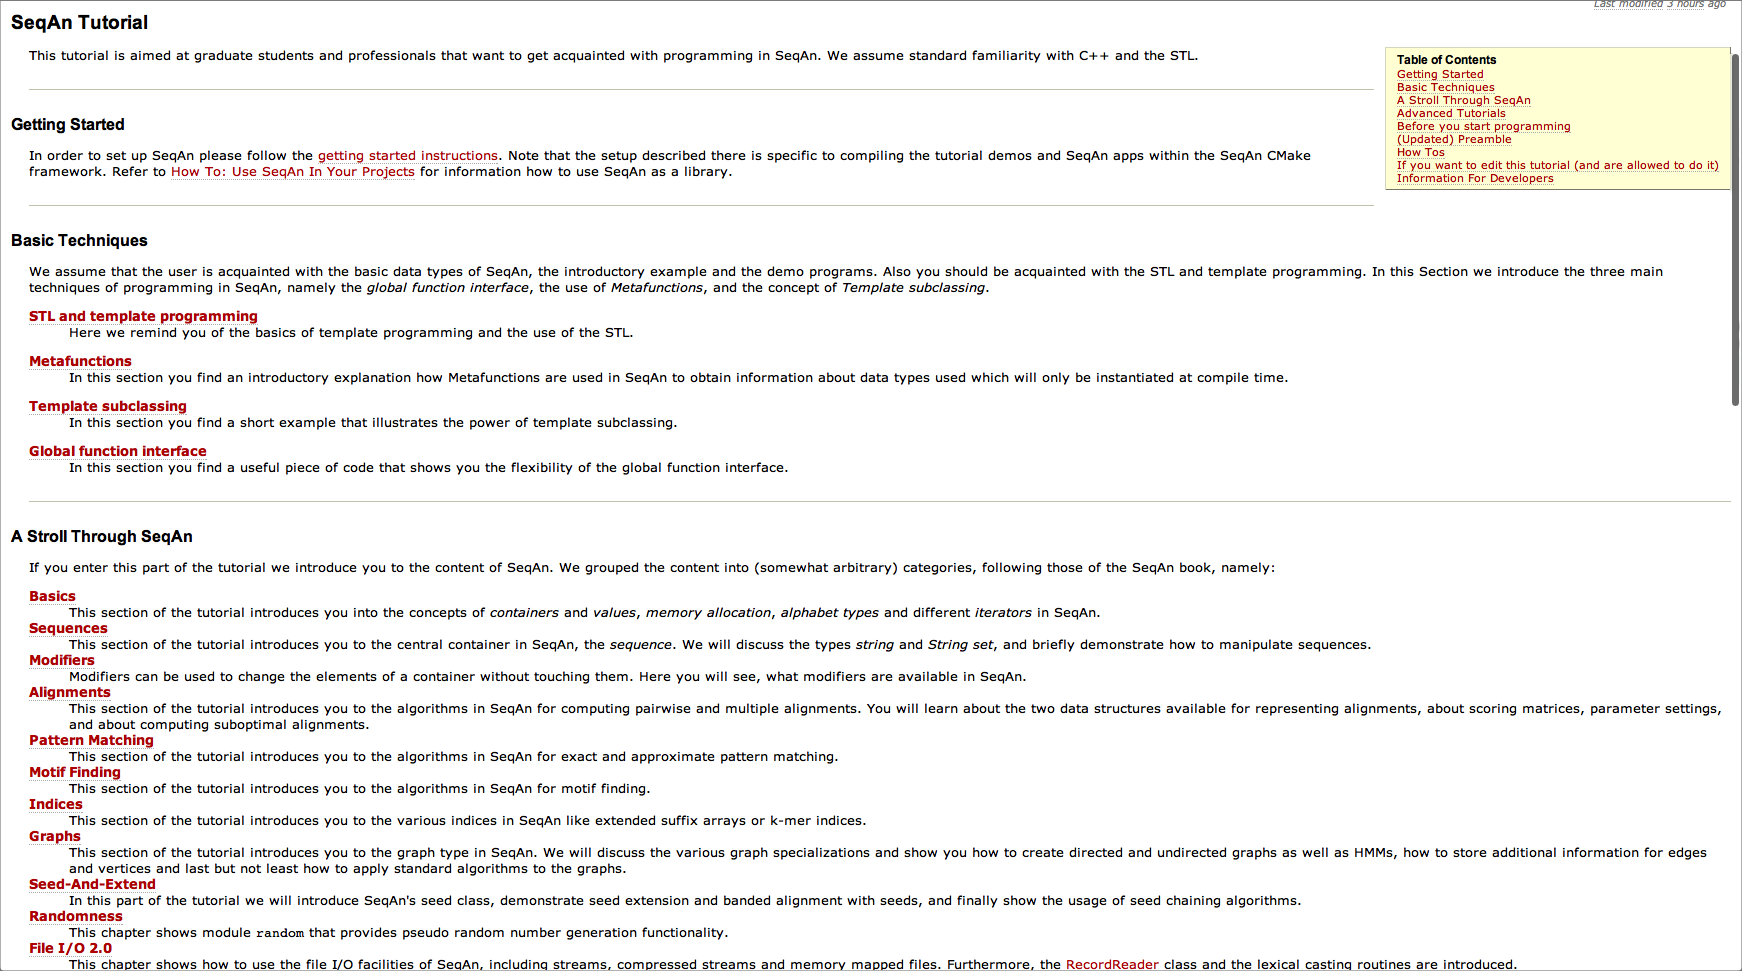 Last modified 3 hours ago
SeqAn Tutorial
This tutorial is aimed at graduate students and professionals that want to get acquainted with programming in SeqAn. We assume standard familiarity with C++ and the STL.
Table of Contents
Getting Started
Basic Techniques
A Stroll Through SeqAn
Advanced Tutorials
Before you start programming
(Updated) Preamble
How Tos
If you want to edit this tutorial (and are allowed to do it)
Information For Developers
Getting Started
In order to set up SeqAn please follow the getting started instructions. Note that the setup described there is specific to compiling the tutorial demos and SeqAn apps within the SeqAn CMake
framework. Refer to How To: Use SeqAn In Your Projects for information how to use SeqAn as a library.
Basic Techniques
We assume that the user is acquainted with the basic data types of SeqAn, the introductory example and the demo programs. Also you should be acquainted with the STL and template programming. In this Section we introduce the three main
techniques of programming in SeqAn, namely the global function interface, the use of Metafunctions, and the concept of Template subclassing.
STL and template programming
Here we remind you of the basics of template programming and the use of the STL.
Metafunctions
In this section you find an introductory explanation how Metafunctions are used in SeqAn to obtain information about data types used which will only be instantiated at compile time.
Template subclassing
In this section you find a short example that illustrates the power of template subclassing.
Global function interface
In this section you find a useful piece of code that shows you the flexibility of the global function interface.
A Stroll Through SeqAn
If you enter this part of the tutorial we introduce you to the content of SeqAn. We grouped the content into (somewhat arbitrary) categories, following those of the SeqAn book, namely:
Basics
This section of the tutorial introduces you into the concepts of containers and values, memory allocation, alphabet types and different iterators in SeqAn.
Sequences
This section of the tutorial introduces you to the central container in SeqAn, the sequence. We will discuss the types string and String set, and briefly demonstrate how to manipulate sequences.
Modifiers
Modifiers can be used to change the elements of a container without touching them. Here you will see, what modifiers are available in SeqAn.
Alignments
This section of the tutorial introduces you to the algorithms in SeqAn for computing pairwise and multiple alignments. You will learn about the two data structures available for representing alignments, about scoring matrices, parameter settings,
and about computing suboptimal alignments.
Pattern Matching
This section of the tutorial introduces you to the algorithms in SeqAn for exact and approximate pattern matching.
Motif Finding
This section of the tutorial introduces you to the algorithms in SeqAn for motif finding.
Indices
This section of the tutorial introduces you to the various indices in SeqAn like extended suffix arrays or k-mer indices.
Graphs
This section of the tutorial introduces you to the graph type in SeqAn. We will discuss the various graph specializations and show you how to create directed and undirected graphs as well as HMMs, how to store additional information for edges
and vertices and last but not least how to apply standard algorithms to the graphs.
Seed-And-Extend
In this part of the tutorial we will introduce SeqAn's seed class, demonstrate seed extension and banded alignment with seeds, and finally show the usage of seed chaining algorithms.
Randomness
This chapter shows module random that provides pseudo random number generation functionality.
File I/O 2.0
This chapter shows how to use the file I/O facilities of SeqAn, including streams, compressed streams and memory mapped files. Furthermore, the RecordReader class and the lexical casting routines are introduced.